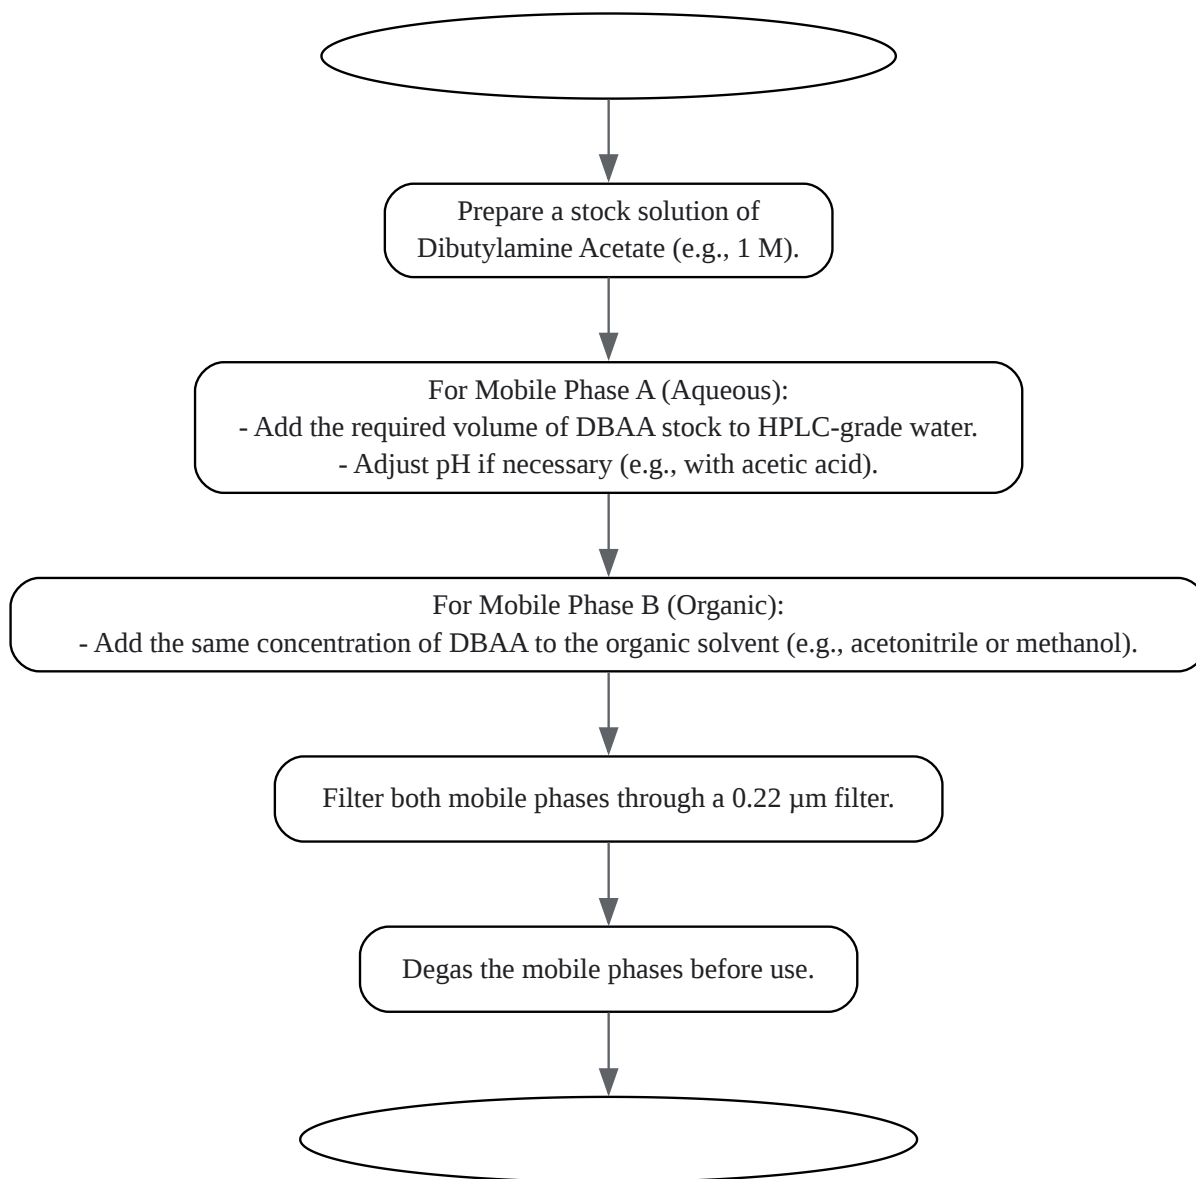 Prepare a stock solution of
Dibutylamine Acetate (e.g., 1 M).
For Mobile Phase A (Aqueous):
- Add the required volume of DBAA stock to HPLC-grade water.
- Adjust pH if necessary (e.g., with acetic acid).
For Mobile Phase B (Organic):
- Add the same concentration of DBAA to the organic solvent (e.g., acetonitrile or methanol).
Filter both mobile phases through a 0.22 µm filter.
Degas the mobile phases before use.